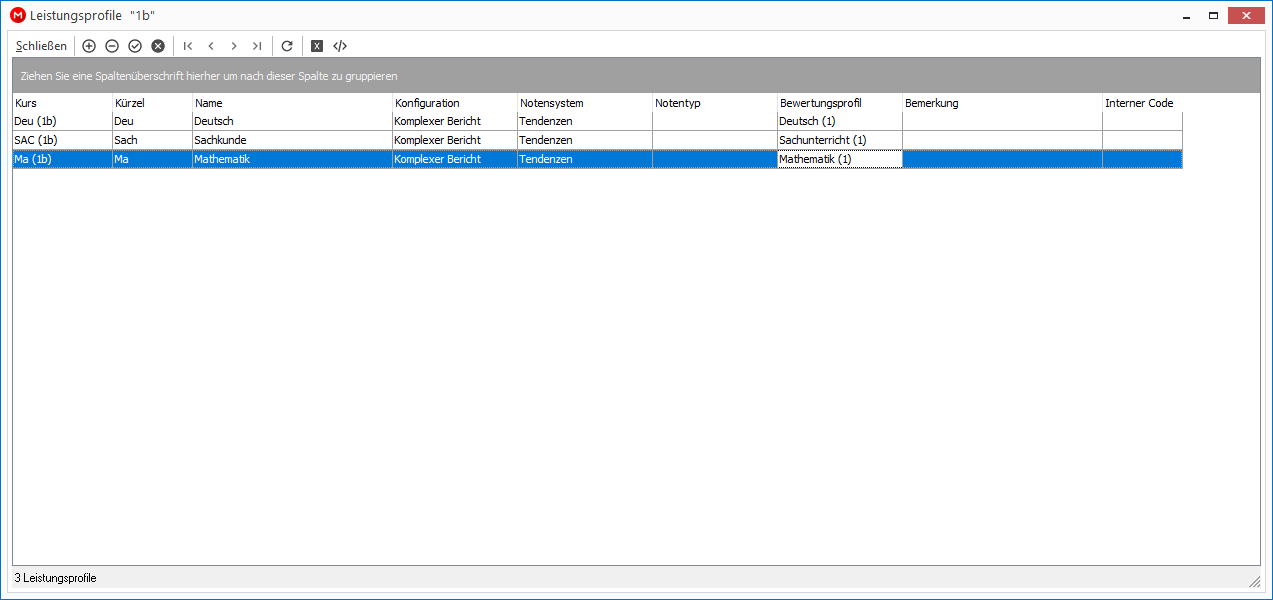 M Leistungsprofile "1b"
Schließen X </>
Ziehen Sie eine Spaltenüberschrift hierher um nach dieser Spalte zu gruppieren
Kurs Kürzel Name Konfiguration Notensystem Notentyp Bewertungsprofil Bemerkung Interner Code
Deu (1b) Deu Deutsch Komplexer Bericht Tendenzen Deutsch (1)
SAC (1b) Sach Sachkunde Komplexer Bericht Tendenzen Sachunterricht (1)
Ma (1b) Ma Mathematik Komplexer Bericht Tendenzen Mathematik (1)
3 Leistungsprofile